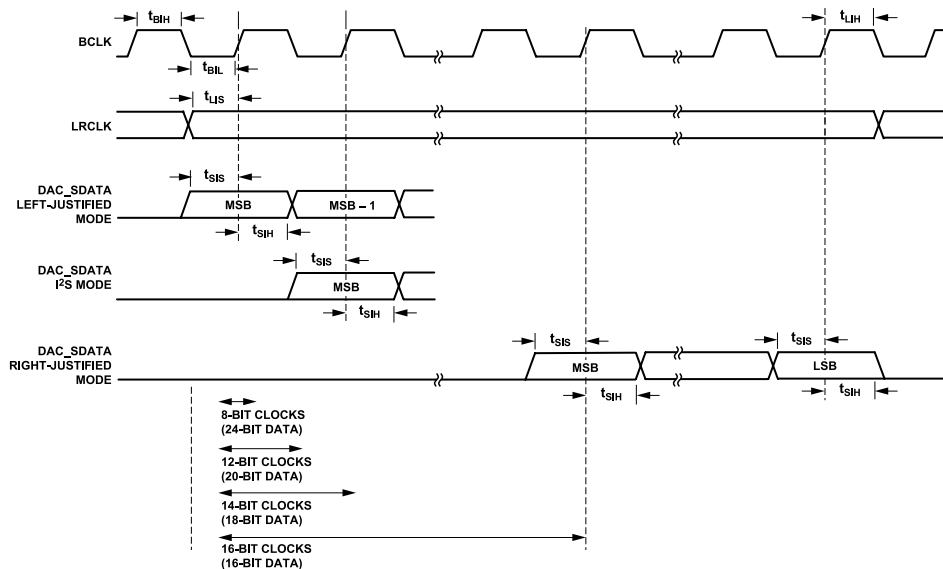 tBIH
tLIH
BCLK
tBIL
tLIS
LRCLK
tSIS
DAC_SDATA
LEFT-JUSTIFIED
MODE
MSB
MSB – 1
tSIH
tSIS
DAC_SDATA
I2S MODE
MSB
tSIH
DAC_SDATA
RIGHT-JUSTIFIED
MODE
tSIS
tSIS
MSB
LSB
tSIH
tSIH
8-BIT CLOCKS
(24-BIT DATA)
12-BIT CLOCKS
(20-BIT DATA)
14-BIT CLOCKS
(18-BIT DATA)
16-BIT CLOCKS
(16-BIT DATA)